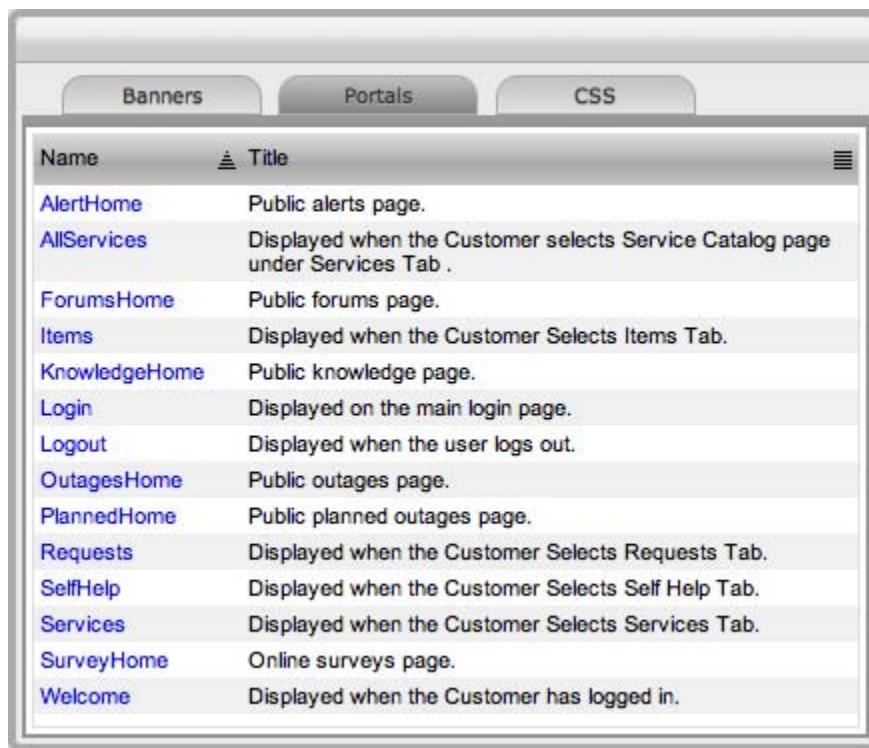 Banners Portals CSS
Name Title
AlertHome Public alerts page.
AllServices Displayed when the Customer selects Service Catalog page
under Services Tab .
ForumsHome Public forums page.
Items Displayed when the Customer Selects Items Tab.
KnowledgeHome Public knowledge page.
Login Displayed on the main login page.
Logout Displayed when the user logs out.
OutagesHome Public outages page.
PlannedHome Public planned outages page.
Requests Displayed when the Customer Selects Requests Tab.
SelfHelp Displayed when the Customer Selects Self Help Tab.
Services Displayed when the Customer Selects Services Tab.
SurveyHome Online surveys page.
Welcome Displayed when the Customer has logged in.